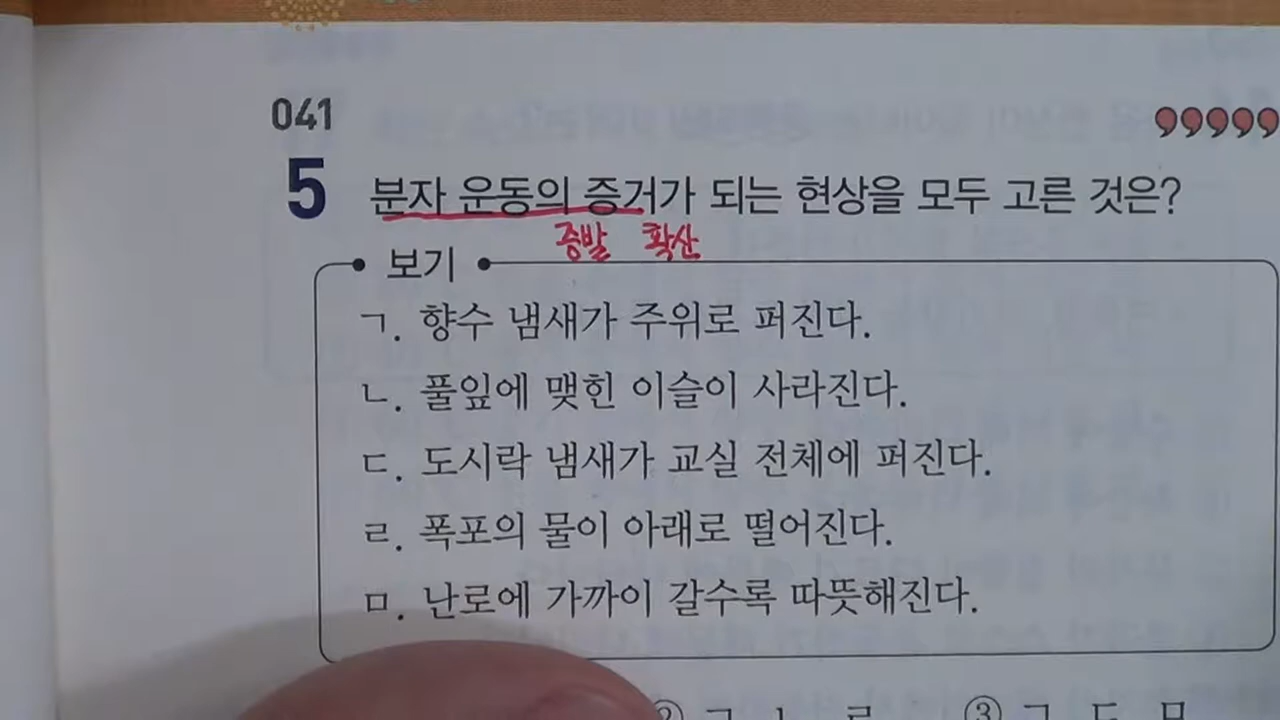 041
5 분자 운동의 증거가 되는 현상을 모두 고른 것은?
증발 확산
보기
ㄱ. 향수 냄새가 주위로 퍼진다.
ㄴ. 풀잎에 맺힌 이슬이 사라진다.
ㄷ. 도시락 냄새가 교실 전체에 퍼진다.
ㄹ. 폭포의 물이 아래로 떨어진다.
ㅁ. 난로에 가까이 갈수록 따뜻해진다.
② ㄱ, ㄴ, ㄹ ③ ㄱ, ㄷ, ㅁ